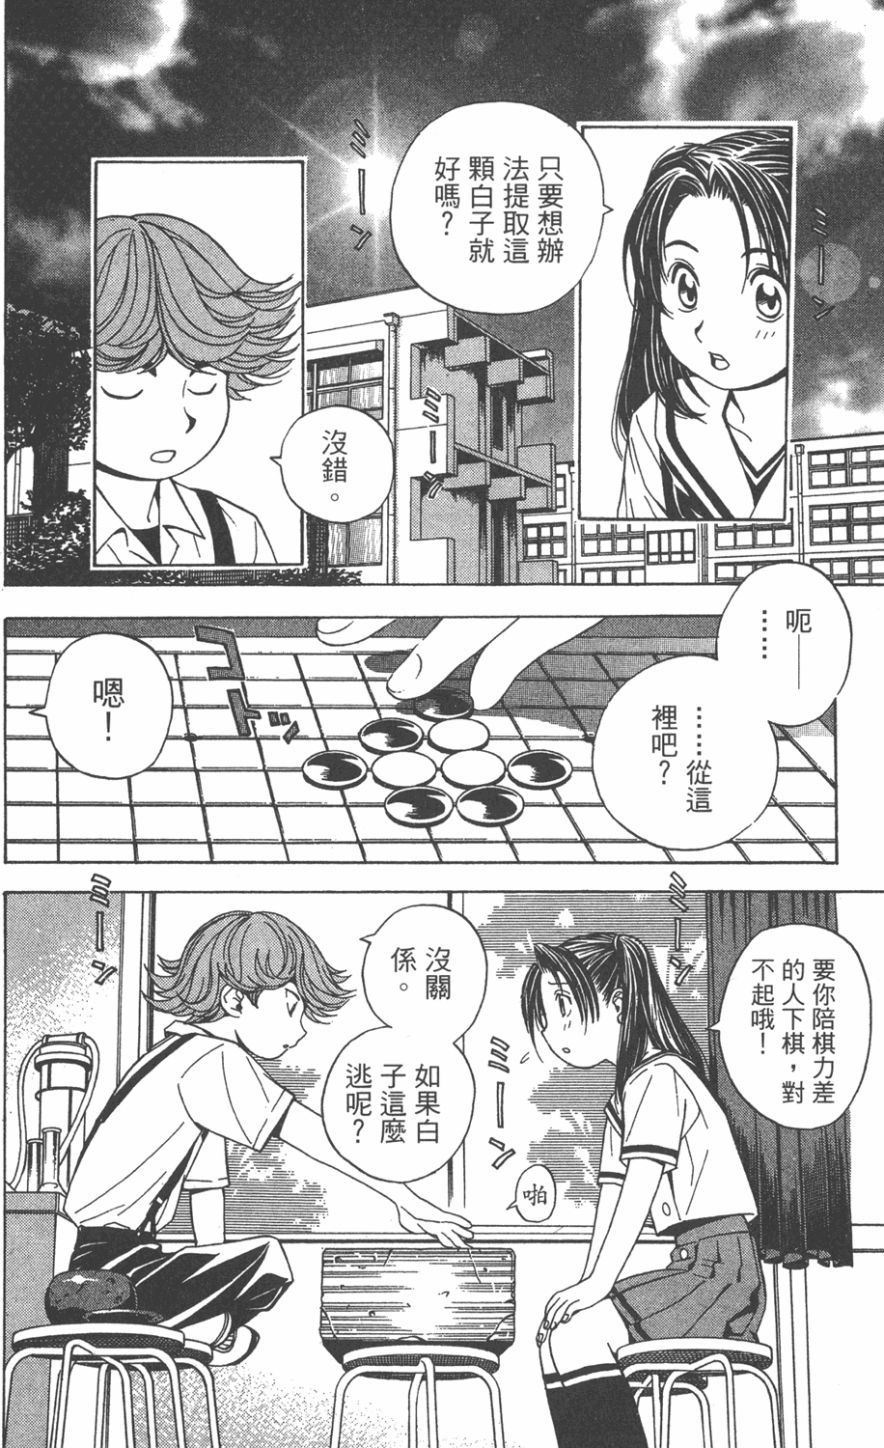 只要想辦
法提取這
顆白子就
好嗎？
ミーン
ミーン
沒錯。
ミーン
呃──
……
……從這
裡吧？
コトッ
嗯！
要你陪棋力差
的人下棋，對
不起哦！
ミーン
沒關
係。
如果白
子這麼
逃呢？
ミーン
ミーン
啪